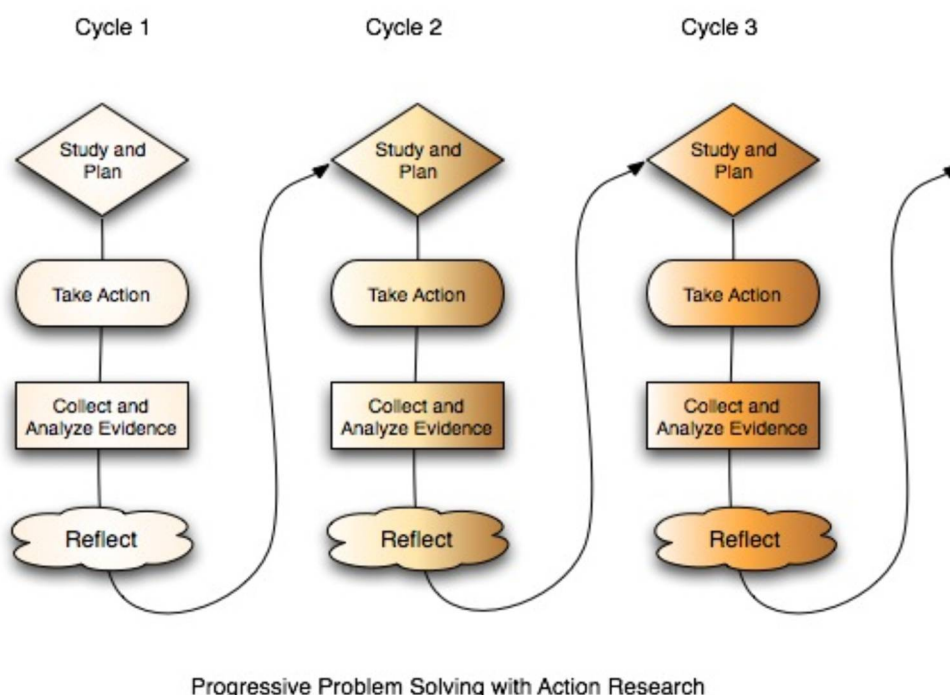 Cycle 1
Cycle 2
Cycle 3
Study and
Plan
Take Action
Collect and
Analyze Evidence
Reflect
Study and
Plan
Take Action
Collect and
Analyze Evidence
Reflect
Study and
Plan
Take Action
Collect and
Analyze Evidence
Reflect
Progressive Problem Solving with Action Research